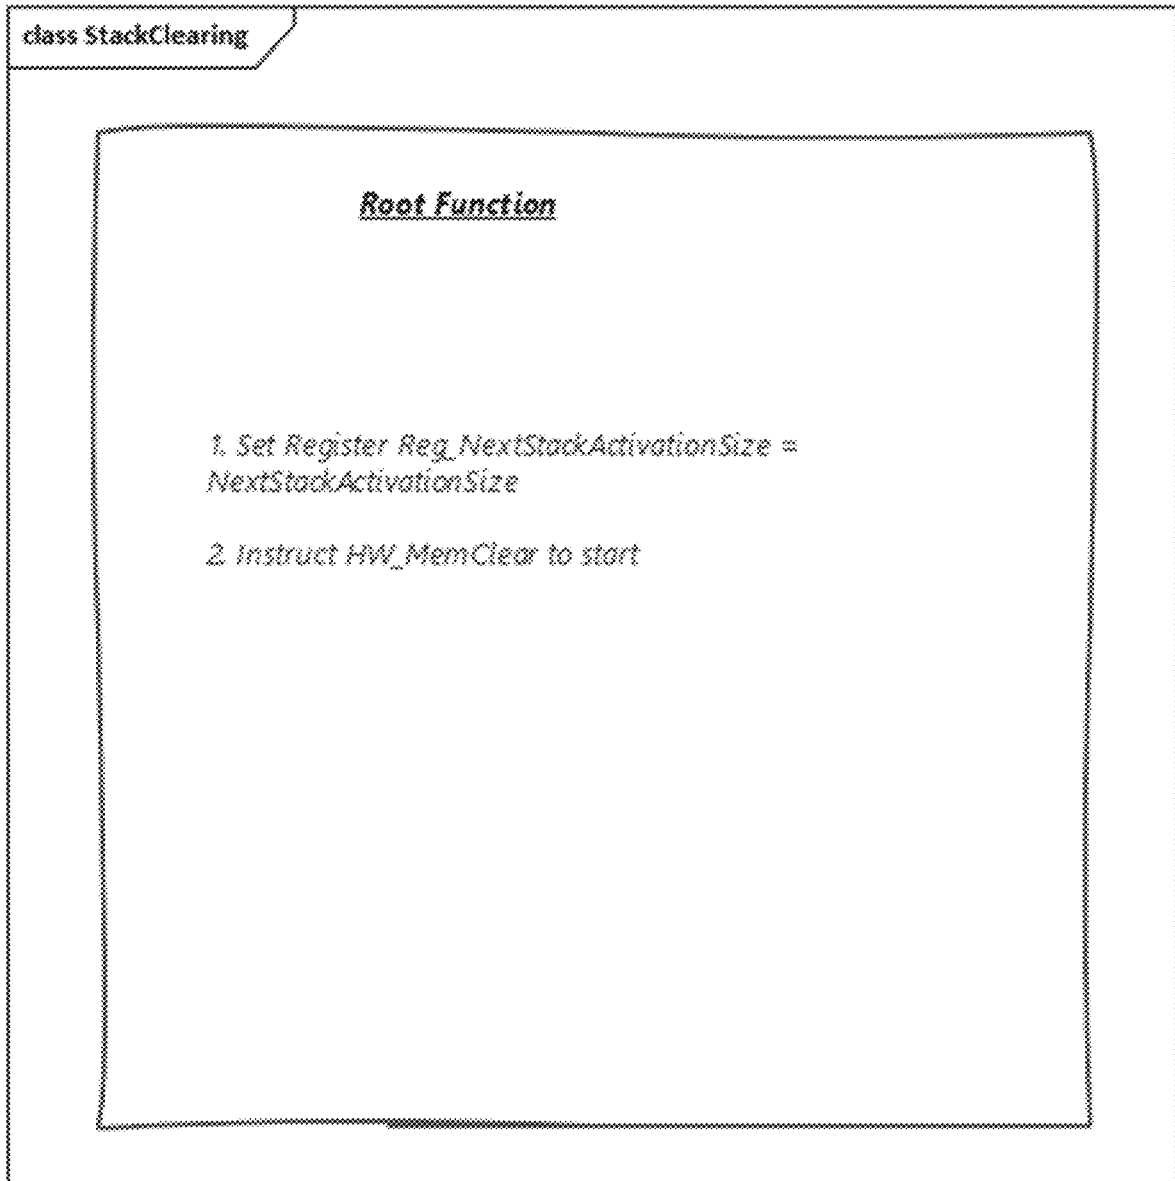 class StackClearing
Root Function
1. Set Register Reg_NextStackActivationSize =
NextStackActivationSize
2. Instruct HW_MemClear to start